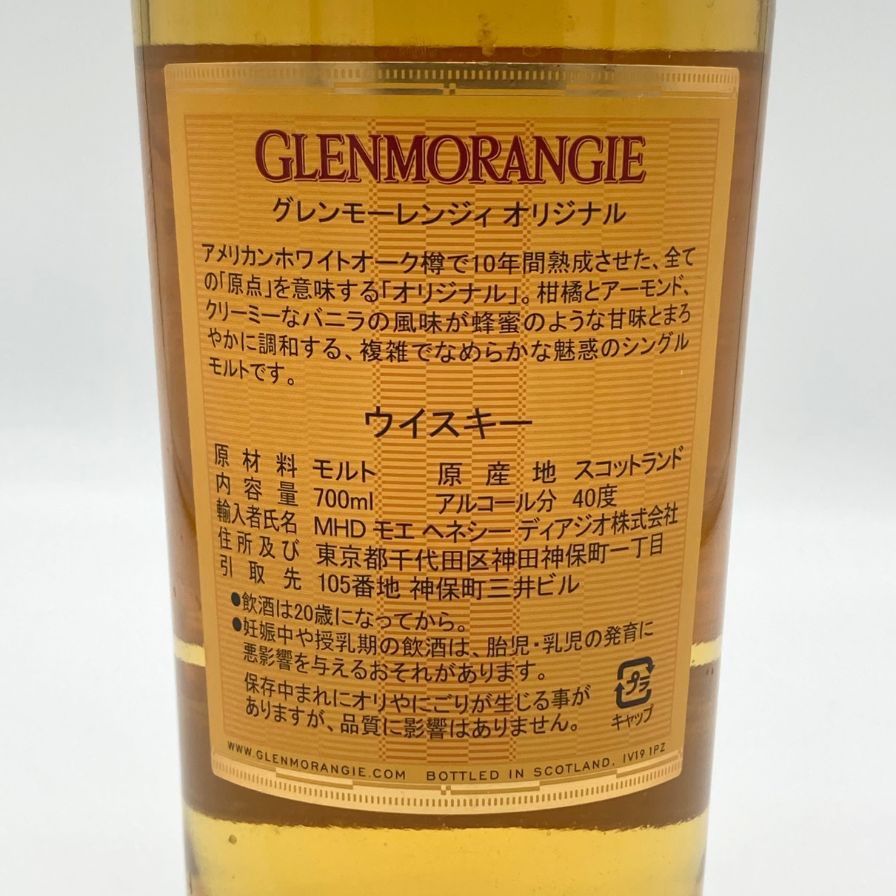 GLENMORANGIE
グレンモーレンジィ オリジナル
アメリカンホワイトオーク樽で10年間熟成させた、全て
の「原点」を意味する「オリジナル」。柑橘とアーモンド、
クリーミーなバニラの風味が蜂蜜のような甘味とまろ
やかに調和する、複雑でなめらかな魅惑のシングル
モルトです。
ウイスキー
原材料 モルト 原産地 スコットランド
内容量 700ml アルコール分 40度
輸入者氏名 MHD モエ ヘネシー ディアジオ株式会社
住所及び 東京都千代田区神田神保町一丁目
引取先 105番地 神保町三井ビル
●飲酒は20歳になってから。
●妊娠中や授乳期の飲酒は、胎児・乳児の発育に
悪影響を与えるおそれがあります。
保存中まれにオリやにごりが生じる事が
ありますが、品質に影響はありません。
プラ
キャップ
WWW.GLENMORANGIE.COM BOTTLED IN SCOTLAND, IV19 1PZ